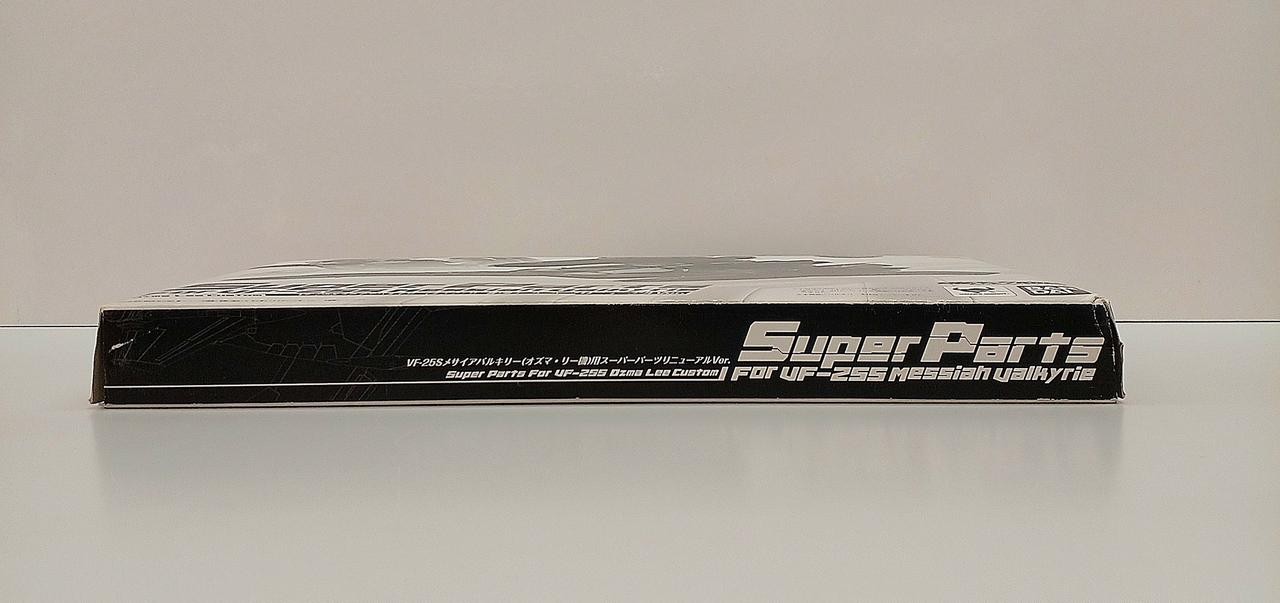 VF-25Sメサイアバルキリー(オズマ・リー機)用スーパーパーツリニューアルVer.
Super Parts For VF-25S Ozma Lee Custom
Super Parts
For VF-25S Messiah Valkyrie